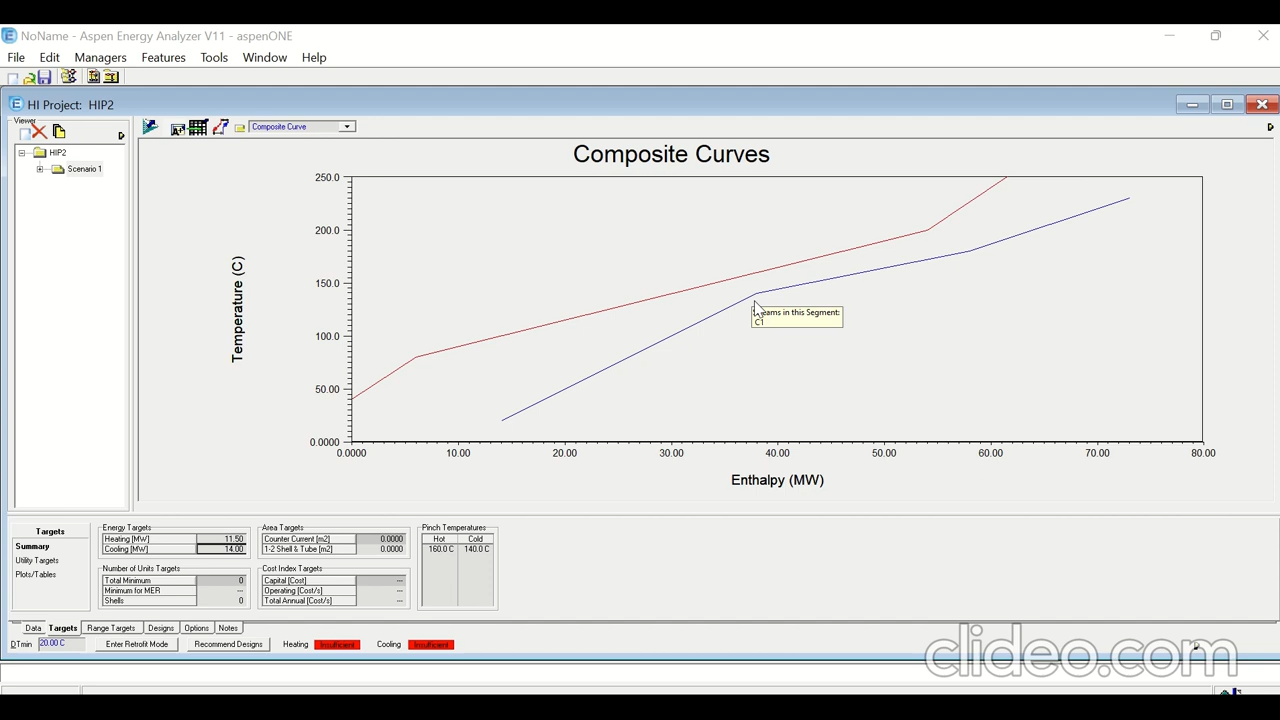 NoName - Aspen Energy Analyzer V11 - aspenONE
File Edit Managers Features Tools Window Help
HI Project: HIP2
Viewer
Composite Curve
HIP2
Scenario 1
Composite Curves
250.0
200.0
150.0
100.0
50.00
0.0000
Temperature (C)
eams in this Segment:
C1
0.0000 10.00 20.00 30.00 40.00 50.00 60.00 70.00 80.00
Enthalpy (MW)
Targets
Summary
Utility Targets
Plots/Tables
Energy Targets
Heating [MW] 11.50
Cooling [MW] 14.00
Number of Units Targets
Total Minimum 0
Minimum for MER ---
Shells 0
Area Targets
Counter Current [m2] 0.0000
1-2 Shell & Tube [m2] 0.0000
Cost Index Targets
Capital [Cost] ---
Operating [Cost/s] ---
Total Annual [Cost/s] ---
Pinch Temperatures
Hot Cold
160.0 C 140.0 C
Data Targets Range Targets Designs Options Notes
DTmin 20.00 C Enter Retrofit Mode Recommend Designs Heating Insufficient Cooling Insufficient
clideo.com